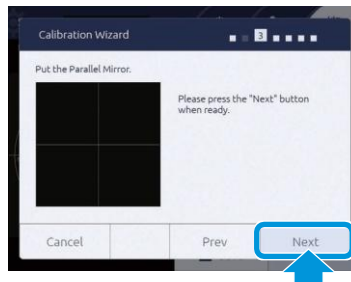 Calibration Wizard
3
Put the Parallel Mirror.
Please press the "Next" button
when ready.
Cancel
Prev
Next